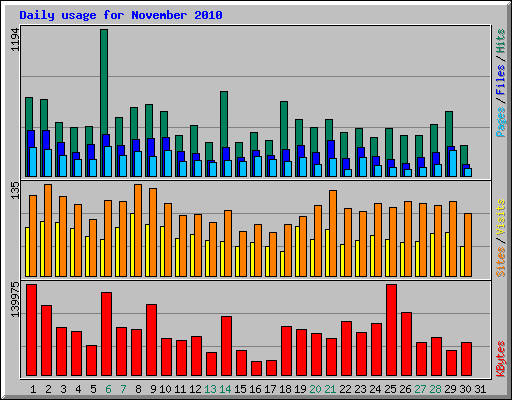 Daily usage for November 2010
1194
Pages / Files / Hits
135
Sites / Visits
139975
KBytes
1 2 3 4 5 6 7 8 9 10 11 12 13 14 15 16 17 18 19 20 21 22 23 24 25 26 27 28 29 30 31